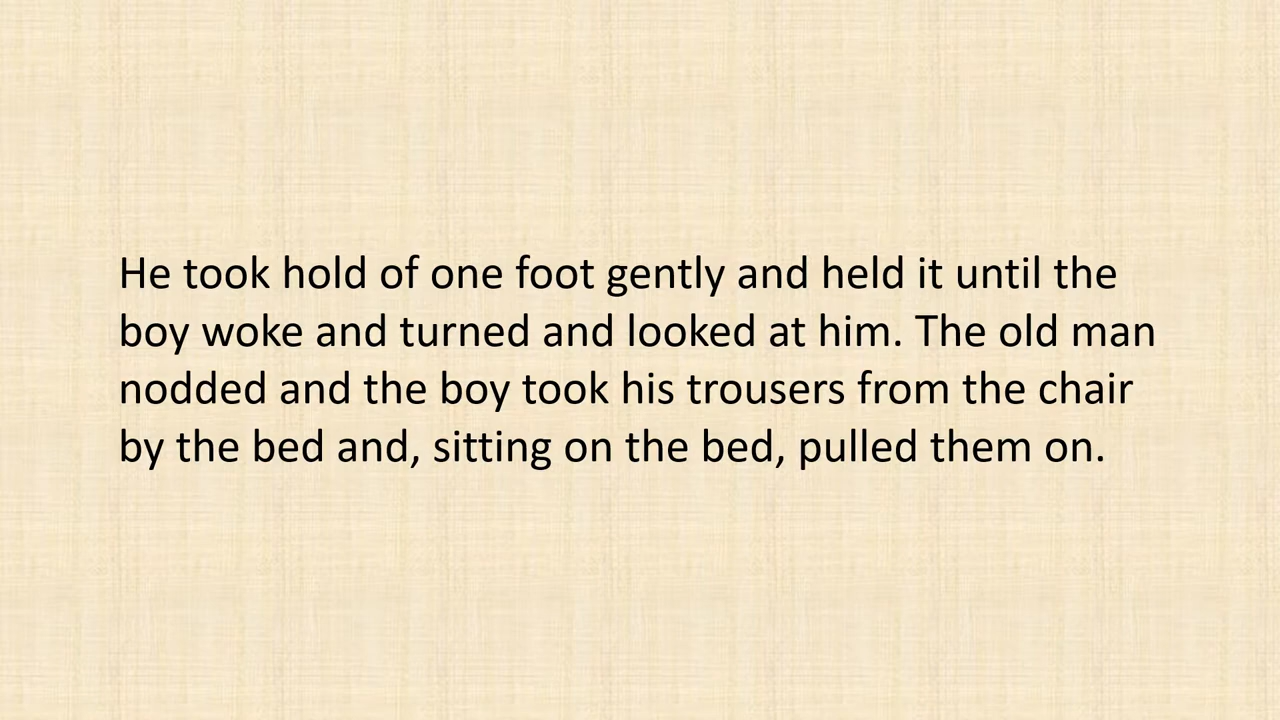 He took hold of one foot gently and held it until the
boy woke and turned and looked at him. The old man
nodded and the boy took his trousers from the chair
by the bed and, sitting on the bed, pulled them on.